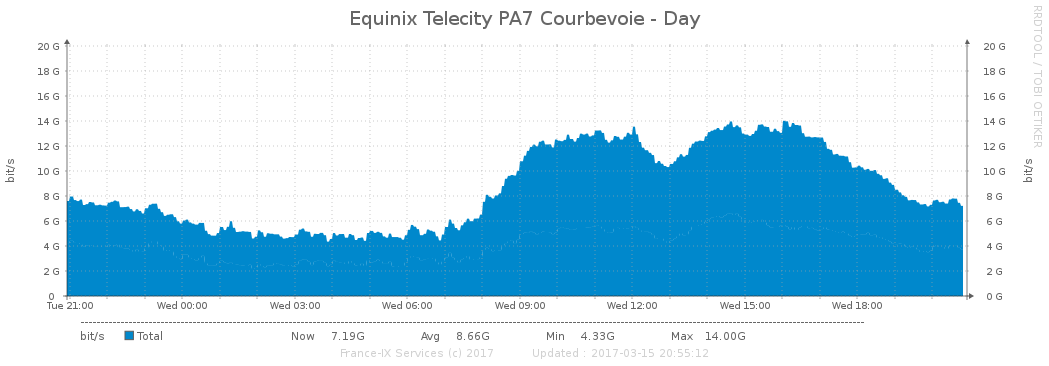 Equinix Telecity PA7 Courbevoie - Day
RRDTOOL / TOBI OETIKER
20 G 20 G
18 G 18 G
16 G 16 G
14 G 14 G
12 G 12 G
10 G 10 G
8 G 8 G
6 G 6 G
4 G 4 G
2 G 2 G
0 0 G
bit/s bit/s
Tue 21:00 Wed 00:00 Wed 03:00 Wed 06:00 Wed 09:00 Wed 12:00 Wed 15:00 Wed 18:00
bit/s Total Now 7.19G Avg 8.66G Min 4.33G Max 14.00G
France-IX Services (c) 2017 Updated : 2017-03-15 20:55:12